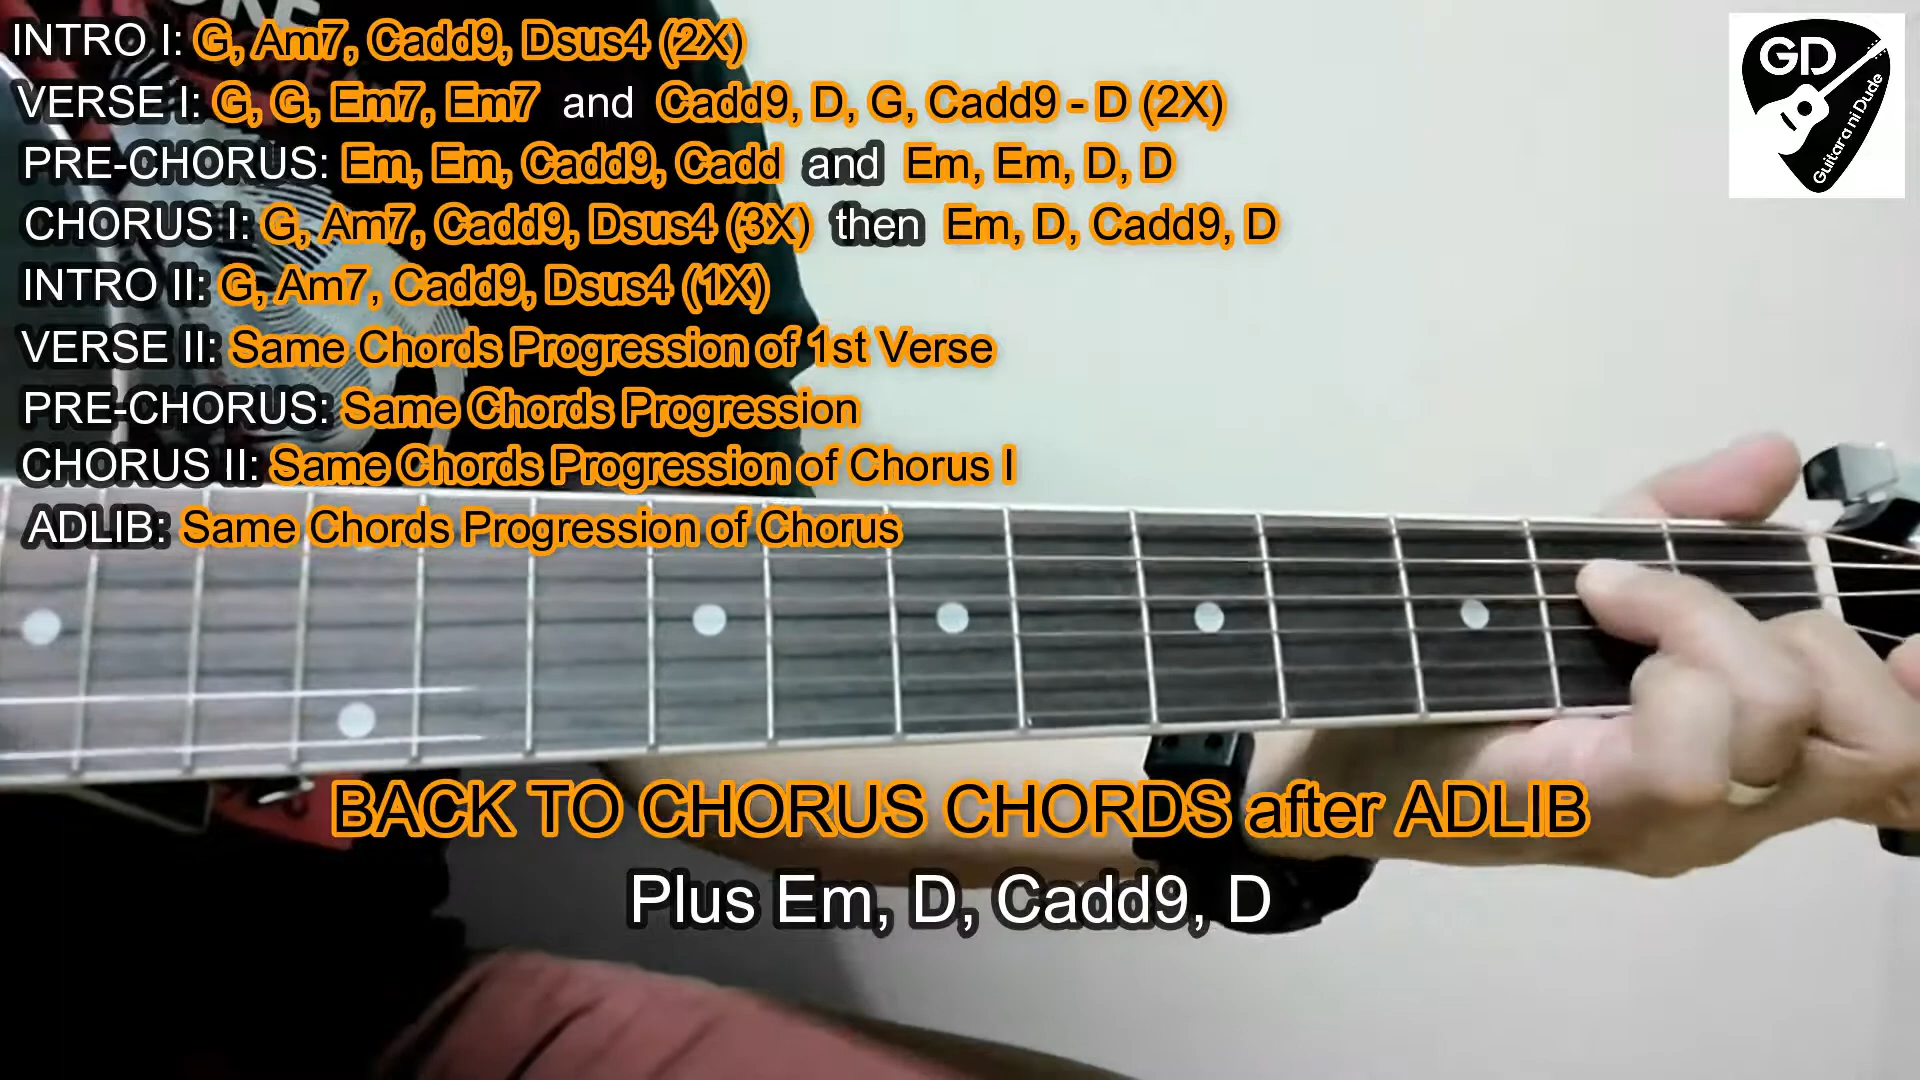 INTRO I: G, Am7, Cadd9, Dsus4 (2X)
VERSE I: G, G, Em7, Em7 and Cadd9, D, G, Cadd9 - D (2X)
PRE-CHORUS: Em, Em, Cadd9, Cadd and Em, Em, D, D
CHORUS I: G, Am7, Cadd9, Dsus4 (3X) then Em, D, Cadd9, D
INTRO II: G, Am7, Cadd9, Dsus4 (1X)
VERSE II: Same Chords Progression of 1st Verse
PRE-CHORUS: Same Chords Progression
CHORUS II: Same Chords Progression of Chorus I
ADLIB: Same Chords Progression of Chorus
BACK TO CHORUS CHORDS after ADLIB
Plus Em, D, Cadd9, D
GD
Guitara ni Dude